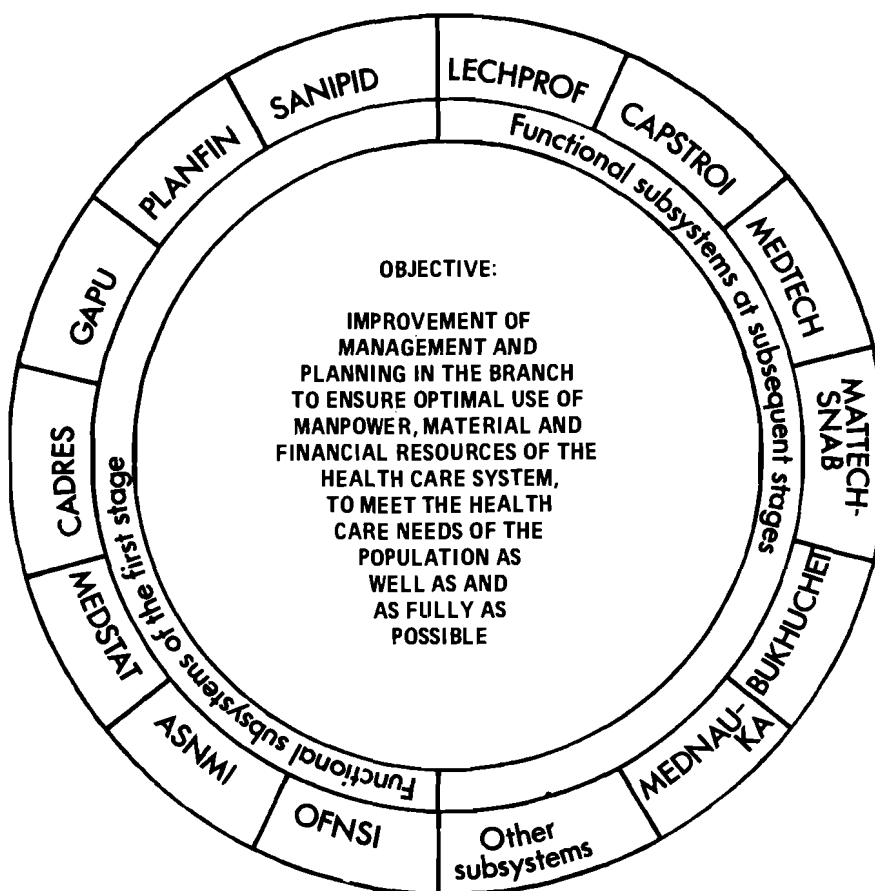 SANIPID
LECHPROF
CAPSTROI
MEDTECH
MATTECH-
SNAB
BUKHUCHET
MEDNAU-
KA
Other
subsystems
OFNSI
ASNWI
MEDSTAT
CADRES
GAPU
PLANFIN
Functional subsystems at subsequent stages
Functional subsystems of the first stage
OBJECTIVE:
IMPROVEMENT OF
MANAGEMENT AND
PLANNING IN THE BRANCH
TO ENSURE OPTIMAL USE OF
MANPOWER, MATERIAL AND
FINANCIAL RESOURCES OF THE
HEALTH CARE SYSTEM,
TO MEET THE HEALTH
CARE NEEDS OF THE
POPULATION AS
WELL AS AND
AS FULLY AS
POSSIBLE